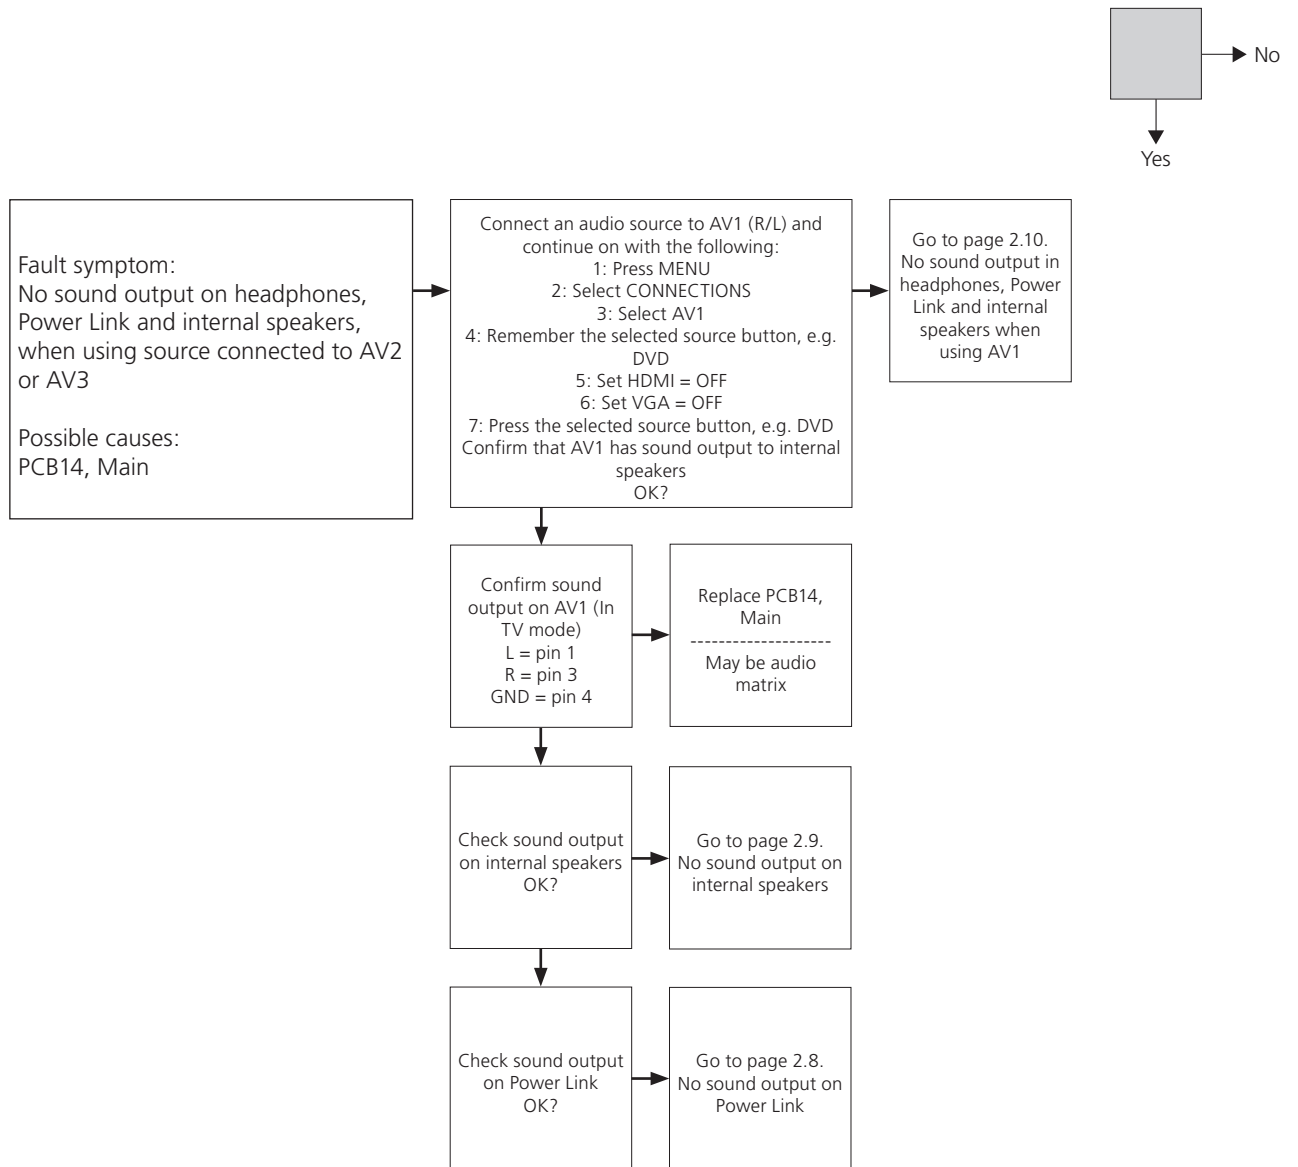 No
Yes
Fault symptom:
No sound output on headphones,
Power Link and internal speakers,
when using source connected to AV2
or AV3
Possible causes:
PCB14, Main
Connect an audio source to AV1 (R/L) and
continue on with the following:
1: Press MENU
2: Select CONNECTIONS
3: Select AV1
4: Remember the selected source button, e.g.
DVD
5: Set HDMI = OFF
6: Set VGA = OFF
7: Press the selected source button, e.g. DVD
Confirm that AV1 has sound output to internal
speakers
OK?
Go to page 2.10.
No sound output in
headphones, Power
Link and internal
speakers when
using AV1
Confirm sound
output on AV1 (In
TV mode)
L = pin 1
R = pin 3
GND = pin 4
Replace PCB14,
Main
--------------------
May be audio
matrix
Check sound output
on internal speakers
OK?
Go to page 2.9.
No sound output on
internal speakers
Check sound output
on Power Link
OK?
Go to page 2.8.
No sound output on
Power Link